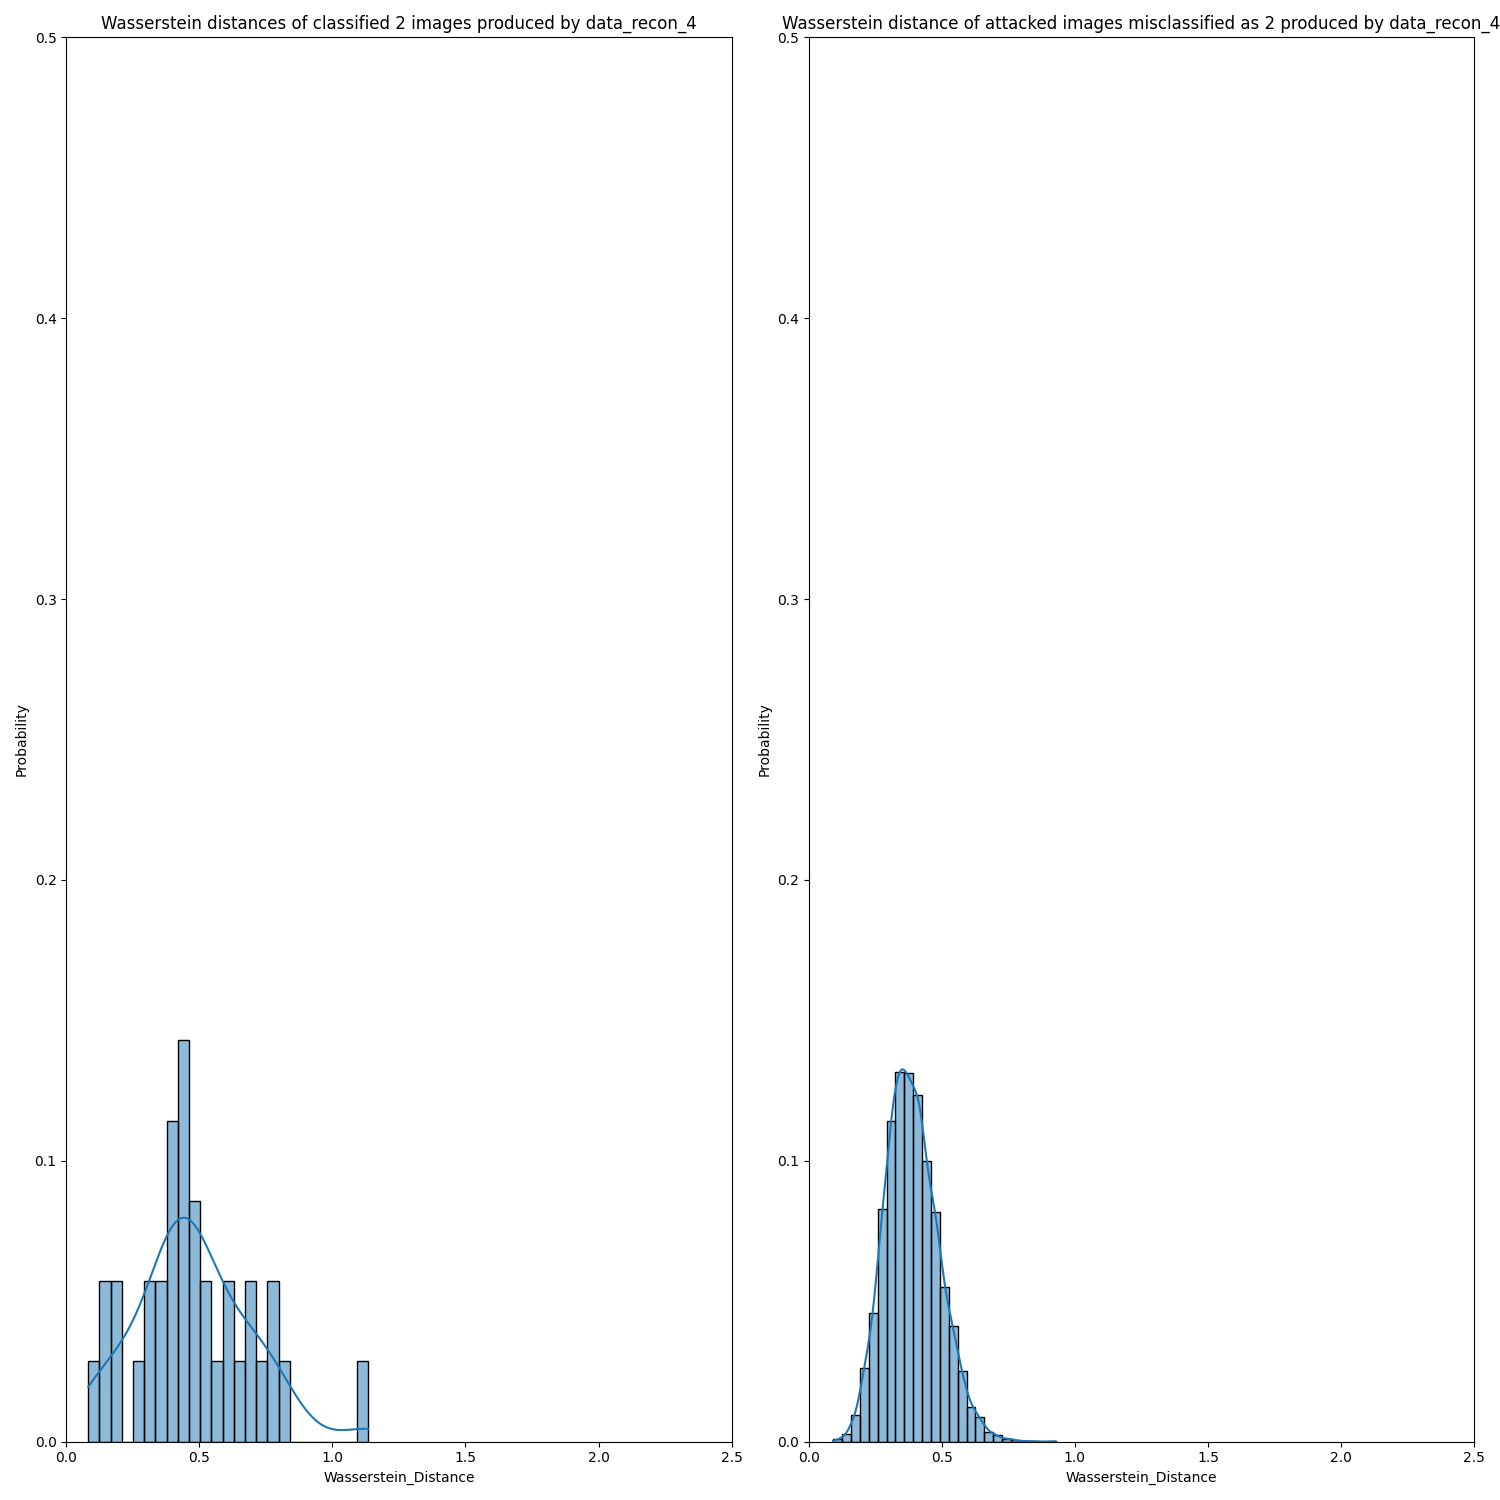 Wasserstein distances of classified 2 images produced by data_recon_4
0.5
0.4
0.3
0.2
0.1
0.0
Probability
0.0 0.5 1.0 1.5 2.0 2.5
Wasserstein_Distance
Wasserstein distance of attacked images misclassified as 2 produced by data_recon_4
0.5
0.4
0.3
0.2
0.1
0.0
Probability
0.0 0.5 1.0 1.5 2.0 2.5
Wasserstein_Distance